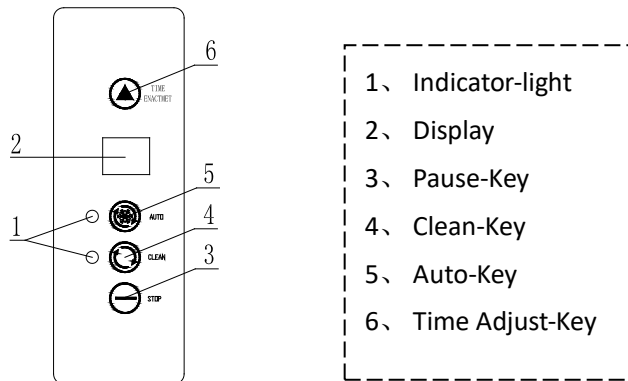 6
TIME
ENACTMET
2
5
AUTO
1
4
CLEAN
3
STOP
1、 Indicator-light
2、 Display
3、 Pause-Key
4、 Clean-Key
5、 Auto-Key
6、 Time Adjust-Key